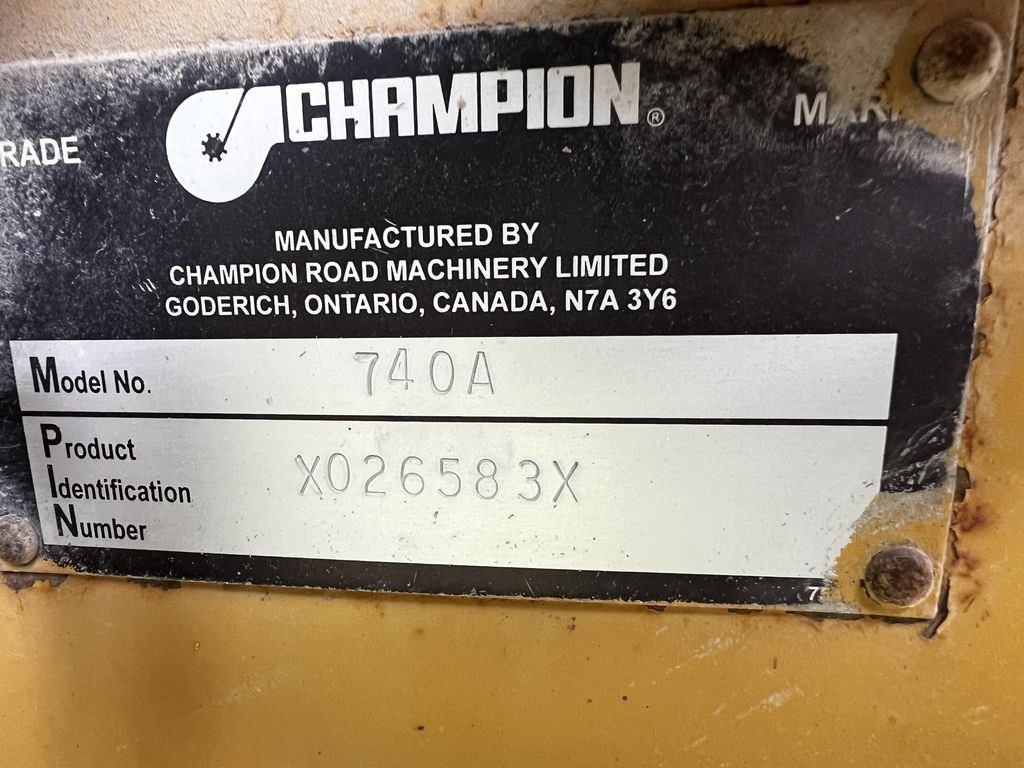 CHAMPION®
RADE
MANUFACTURED BY
CHAMPION ROAD MACHINERY LIMITED
GODERICH, ONTARIO, CANADA, N7A 3Y6
Model No. 740A
Product
Identification X026583X
Number
7